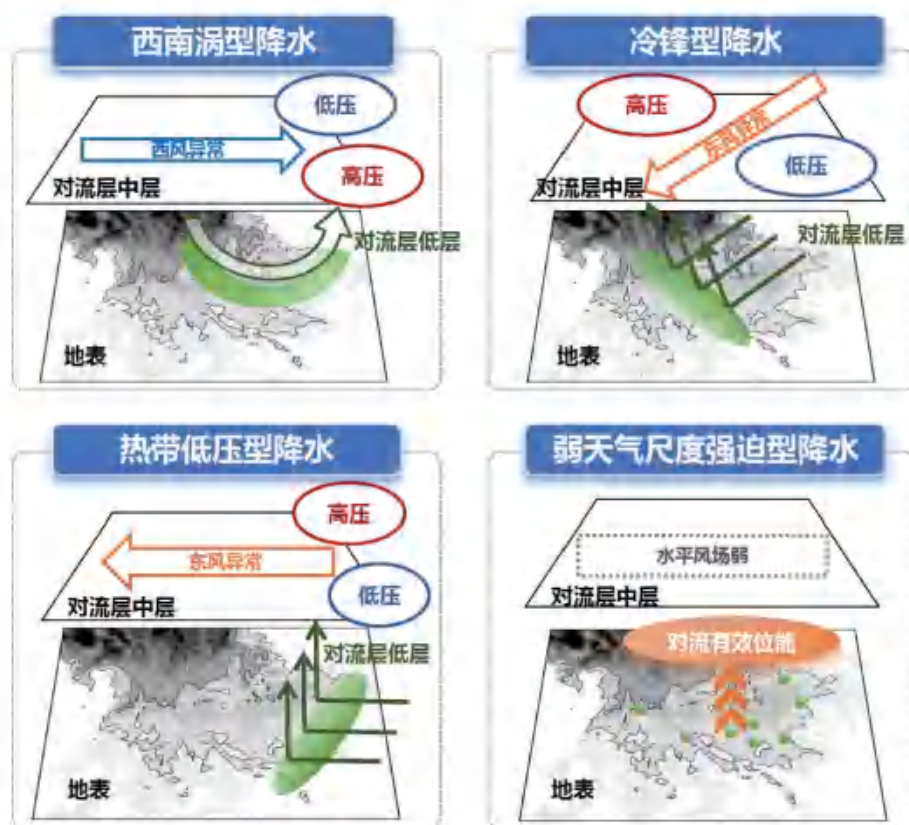 西南涡型降水
低压
西风异常
高压
对流层中层
对流层低层
地表
冷锋型降水
高压
东风异常
低压
对流层中层
对流层低层
地表
热带低压型降水
高压
东风异常
低压
对流层中层
对流层低层
地表
弱天气尺度强迫型降水
水平风场弱
对流层中层
对流有效位能
地表